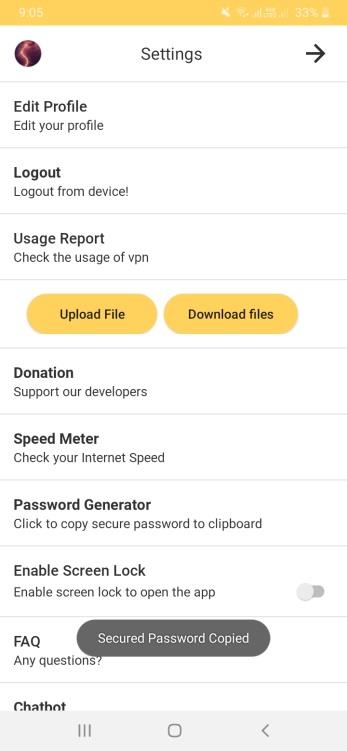 9:05
33%
Settings
Edit Profile
Edit your profile
Logout
Logout from device!
Usage Report
Check the usage of vpn
Upload File
Download files
Donation
Support our developers
Speed Meter
Check your Internet Speed
Password Generator
Click to copy secure password to clipboard
Enable Screen Lock
Enable screen lock to open the app
Secured Password Copied
FAQ
Any questions?
Chatbot